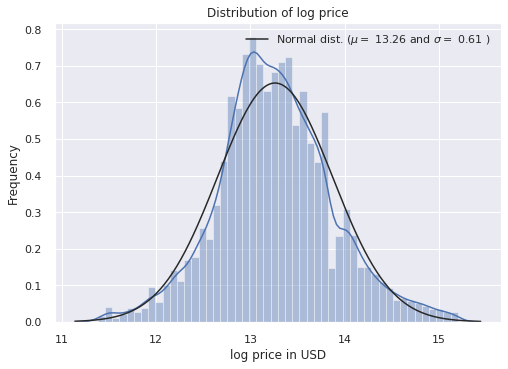 Distribution of log price
Normal dist. (μ = 13.26 and σ = 0.61 )
Frequency
0.8
0.7
0.6
0.5
0.4
0.3
0.2
0.1
0.0
11 12 13 14 15
log price in USD